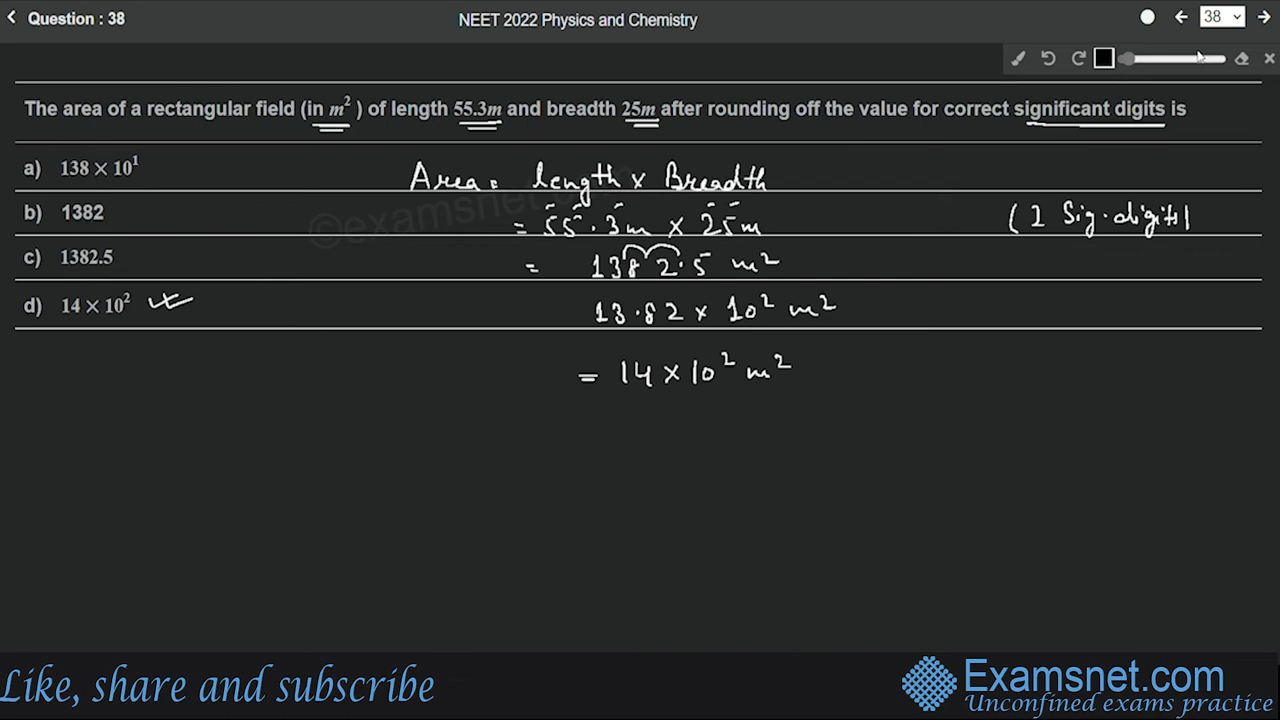 Question : 38
NEET 2022 Physics and Chemistry
38
The area of a rectangular field (in m² ) of length 55.3m and breadth 25m after rounding off the value for correct significant digits is
a) 138 × 10¹
Area = length × Breadth
b) 1382
= 55.3m × 25m
( 2 Sig.digits)
©examsnet.com
c) 1382.5
= 1382.5 m²
d) 14 × 10²
13.82 × 10² m²
= 14 × 10² m²
Like, share and subscribe
Examsnet.com
Unconfined exams practice